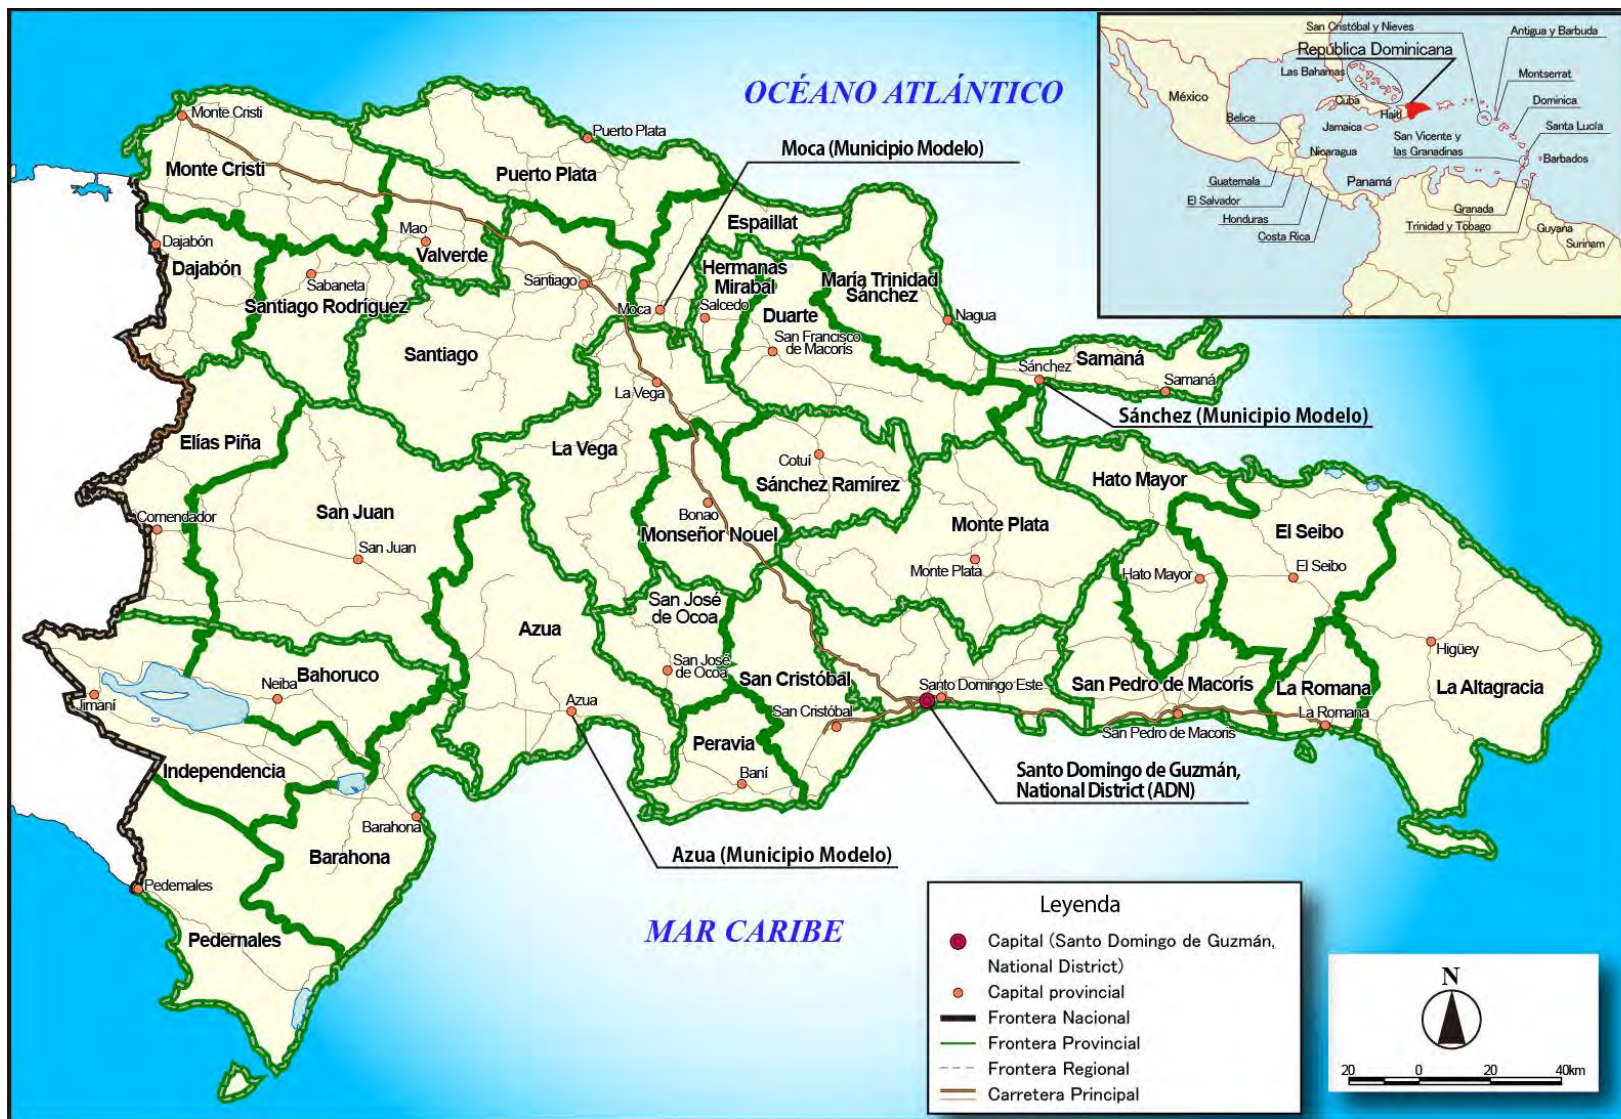 San Cristóbal y Nieves
Antigua y Barbuda
República Dominicana
Las Bahamas
Montserrat
México
Cuba
Dominica
Haití
Belice
Jamaica
San Vicente y
las Granadinas
Santa Lucía
Nicaragua
Barbados
Guatemala
Panamá
El Salvador
Granada
Honduras
Trinidad y Tobago
Guyana
Costa Rica
Surinam
OCÉANO ATLÁNTICO
Monte Cristi
Puerto Plata
Moca (Municipio Modelo)
Monte Cristi
Puerto Plata
Espaillat
Mao
Dajabón
Valverde
Dajabón
Hermanas
Mirabal
María Trinidad
Sánchez
Sabaneta
Santiago
Santiago Rodríguez
Moca
Salcedo
Duarte
Nagua
San Francisco
de Macorís
Santiago
Samaná
Sánchez
La Vega
Samaná
Sánchez (Municipio Modelo)
Elías Piña
La Vega
Cotuí
Sánchez Ramírez
Hato Mayor
San Juan
Bonao
Monseñor Nouel
Monte Plata
El Seibo
Comendador
San Juan
Monte Plata
Hato Mayor
El Seibo
San José
de Ocoa
Azua
Higüey
San José
de Ocoa
Bahoruco
Neiba
Jimaní
San Cristóbal
Santo Domingo Este
San Pedro de Macorís
La Romana
La Altagracia
Azua
San Cristóbal
La Romana
San Pedro de Macorís
Peravia
Independencia
Baní
Santo Domingo de Guzmán,
National District (ADN)
Barahona
Barahona
Azua (Municipio Modelo)
Pedernales
Pedernales
MAR CARIBE
Leyenda
Capital (Santo Domingo de Guzmán,
National District)
Capital provincial
Frontera Nacional
Frontera Provincial
Frontera Regional
Carretera Principal
N
20 0 20 40km